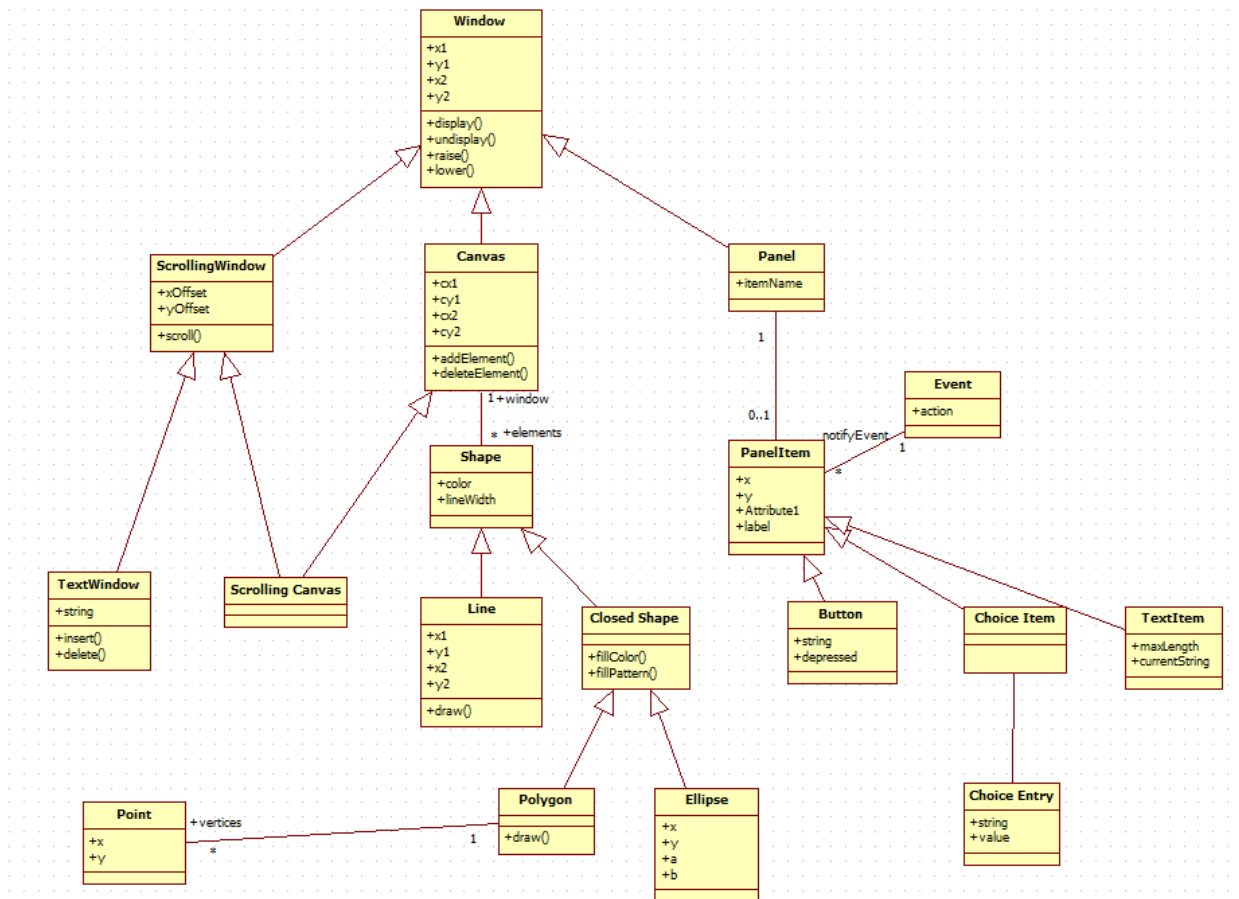 Window
+x1
+y1
+x2
+y2
+display()
+undisplay()
+raise()
+lower()
ScrollingWindow
+xOffset
+yOffset
+scroll()
Canvas
+cx1
+cy1
+cx2
+cy2
+addElement()
+deleteElement()
Panel
+itemName
1
0..1
1 +window
* +elements
Event
+action
notifyEvent
1
*
Shape
+color
+lineWidth
PanelItem
+x
+y
+Attribute1
+label
TextWindow
+string
+insert()
+delete()
Scrolling Canvas
Line
+x1
+y1
+x2
+y2
+draw()
Closed Shape
+fillColor()
+fillPattern()
Button
+string
+depressed
Choice Item
TextItem
+maxLength
+currentString
Point
+x
+y
+vertices
*
1
Polygon
+draw()
Ellipse
+x
+y
+a
+b
Choice Entry
+string
+value